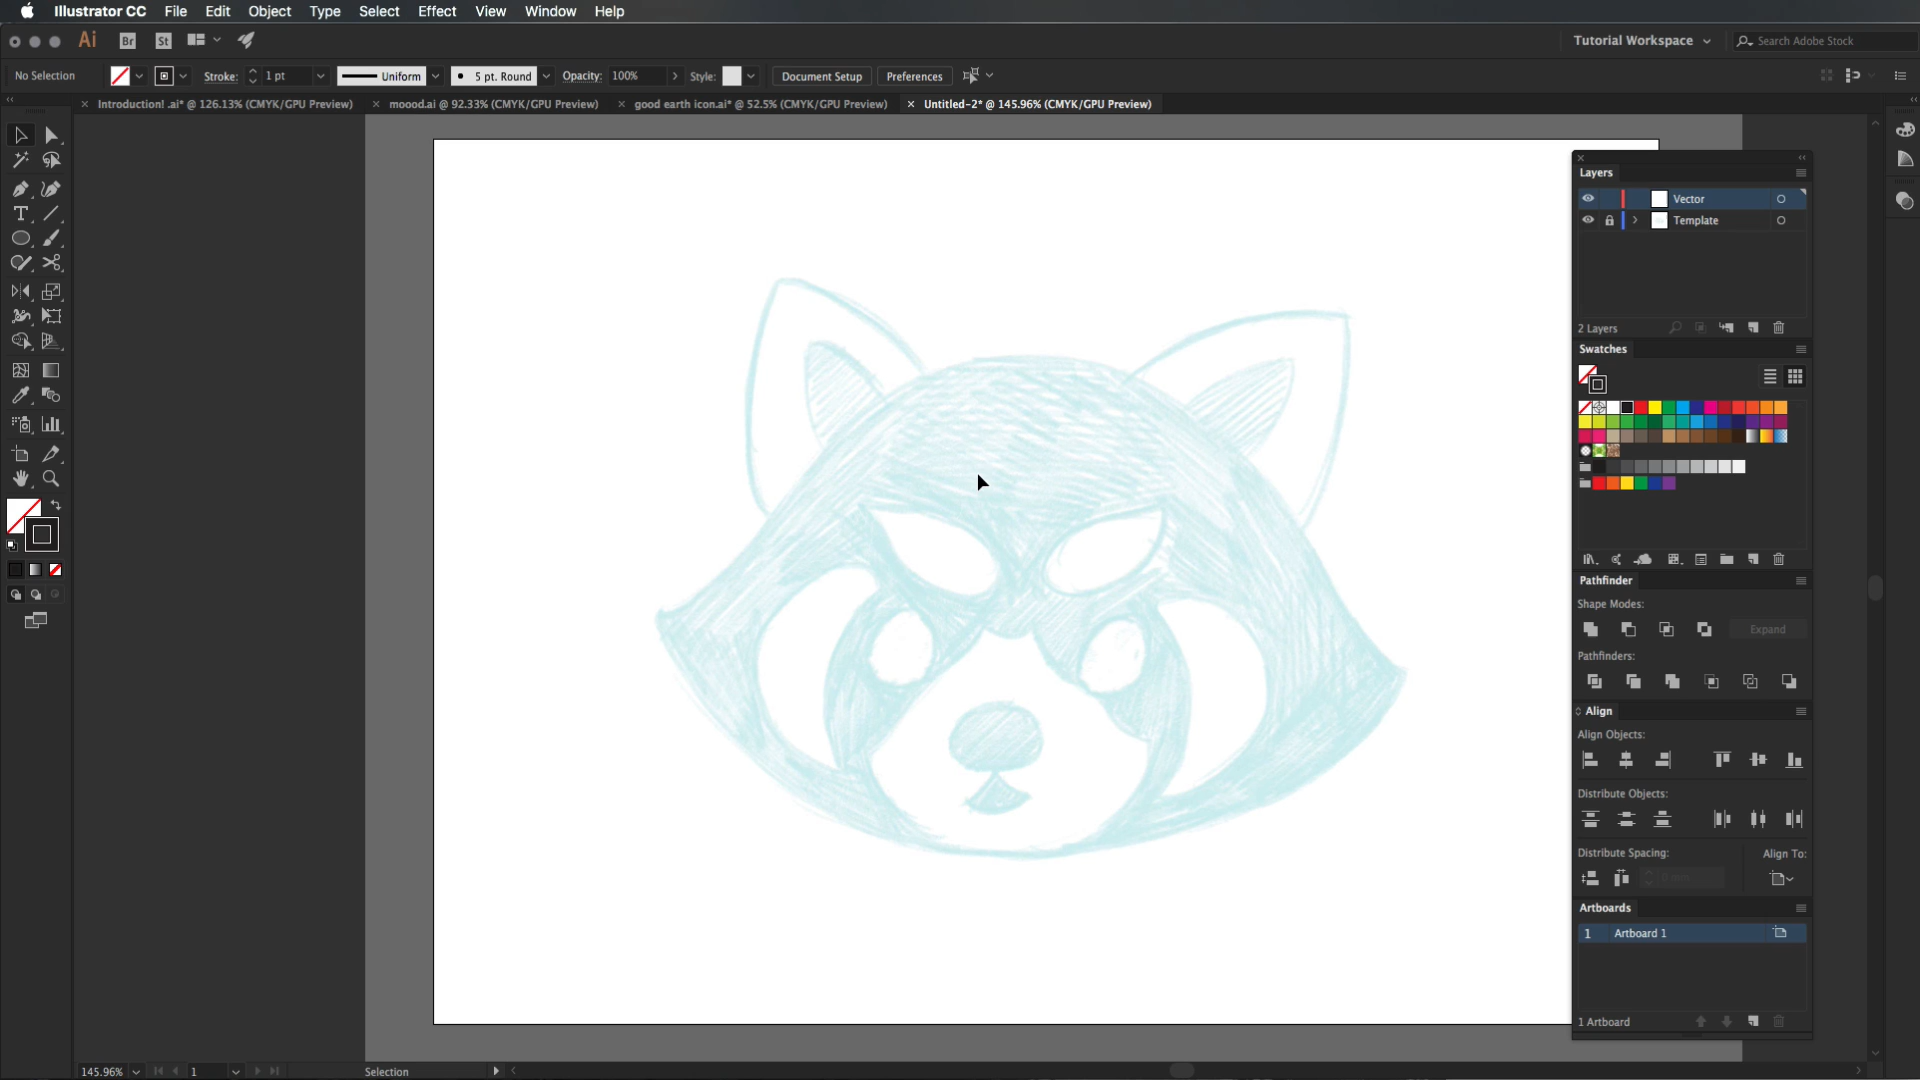 Illustrator CC File Edit Object Type Select Effect View Window Help
Ai Br St Tutorial Workspace Search Adobe Stock
No Selection Stroke: 1 pt Uniform 5 pt. Round Opacity: 100% Style: Document Setup Preferences
Introduction! .ai* @ 126.13% (CMYK/GPU Preview) moood.ai @ 92.33% (CMYK/GPU Preview) good earth icon.ai* @ 52.5% (CMYK/GPU Preview) Untitled-2* @ 145.96% (CMYK/GPU Preview)
Layers
Vector
Template
2 Layers
Swatches
Pathfinder
Shape Modes:
Expand
Pathfinders:
Align
Align Objects:
Distribute Objects:
Distribute Spacing: Align To:
Artboards
1 Artboard 1
1 Artboard
145.96% 1 Selection